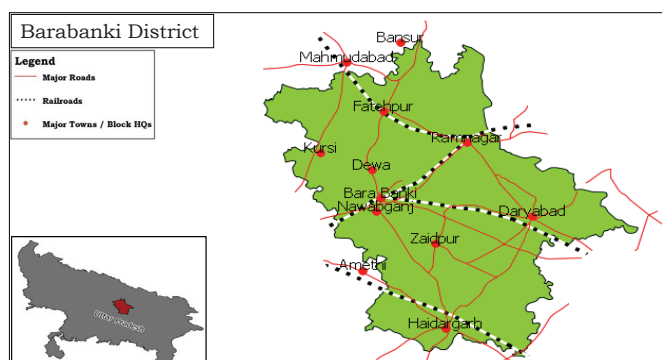 Barabanki District
Legend
Major Roads
Railroads
Major Towns / Block HQs
Bansur
Mahmudabad
Fatehpur
Ramnagar
Kursi
Dewa
Bara Banki
Nawabganj
Daryabad
Zaidpur
Amethi
Haidargarh
Uttar Pradesh